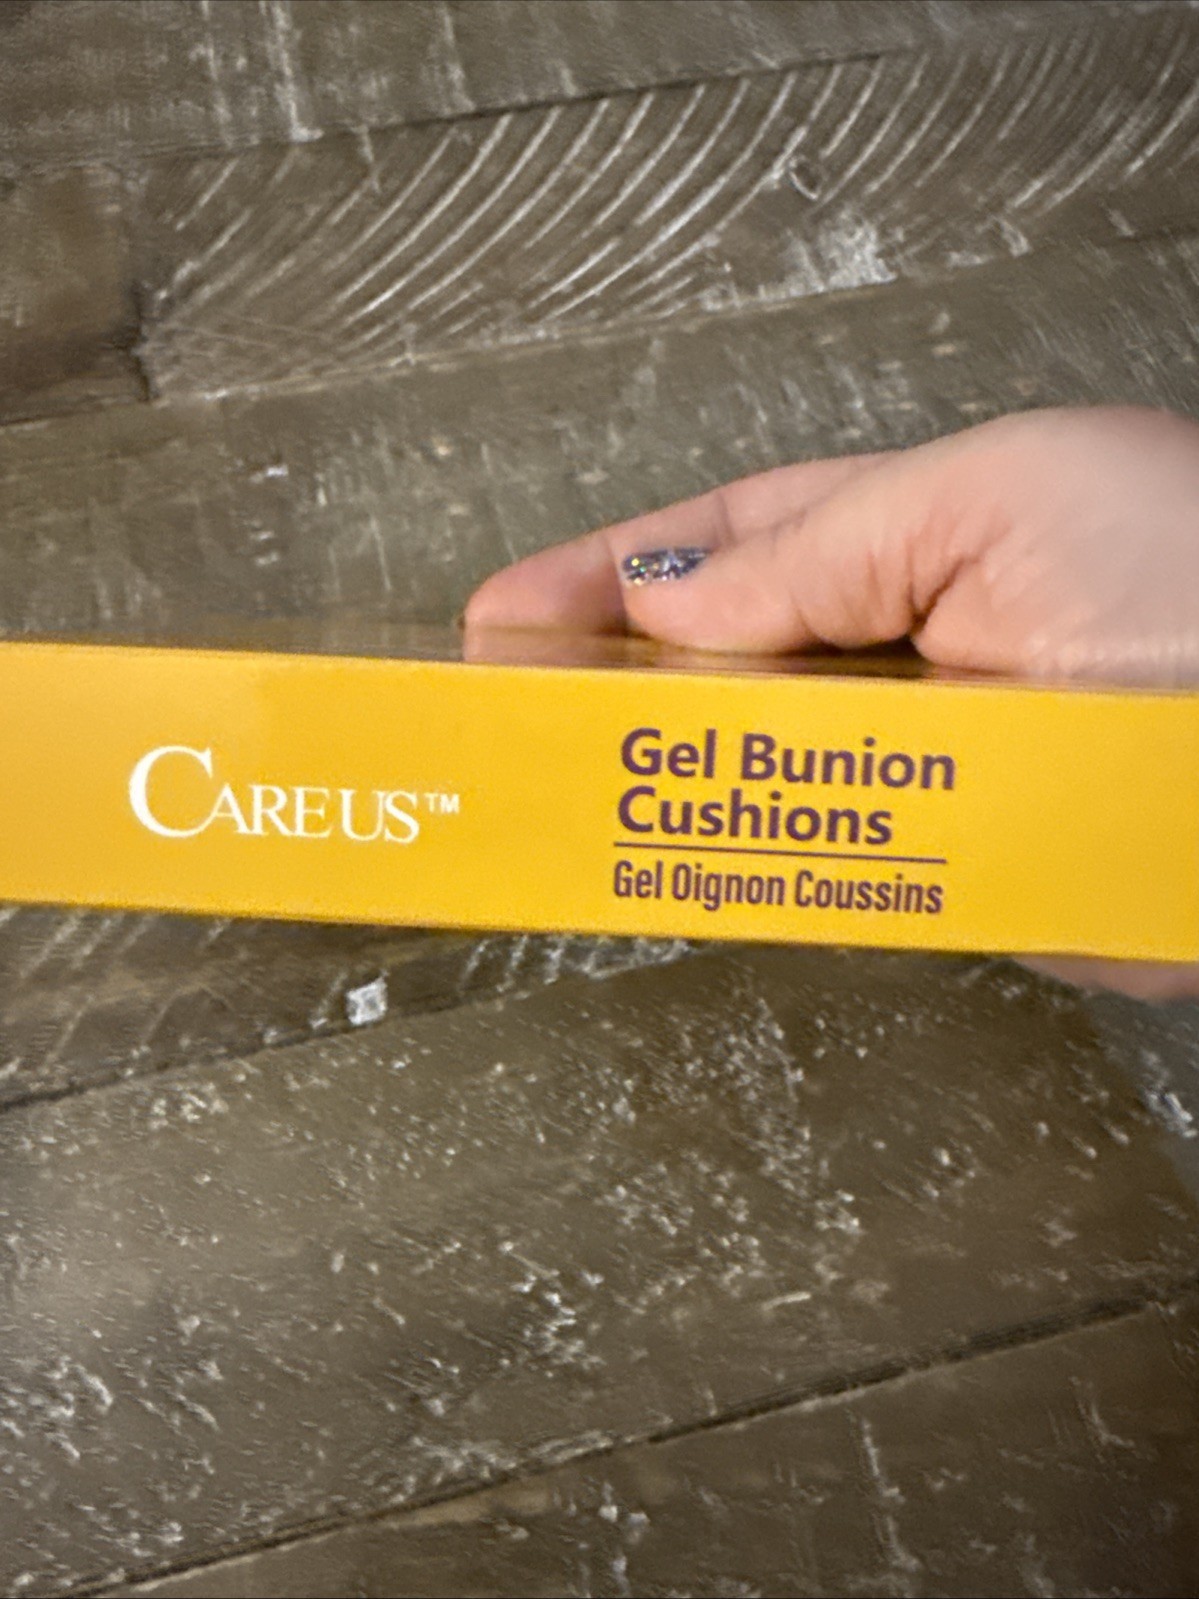 CAREUS™
Gel Bunion
Cushions
Gel Oignon Coussins